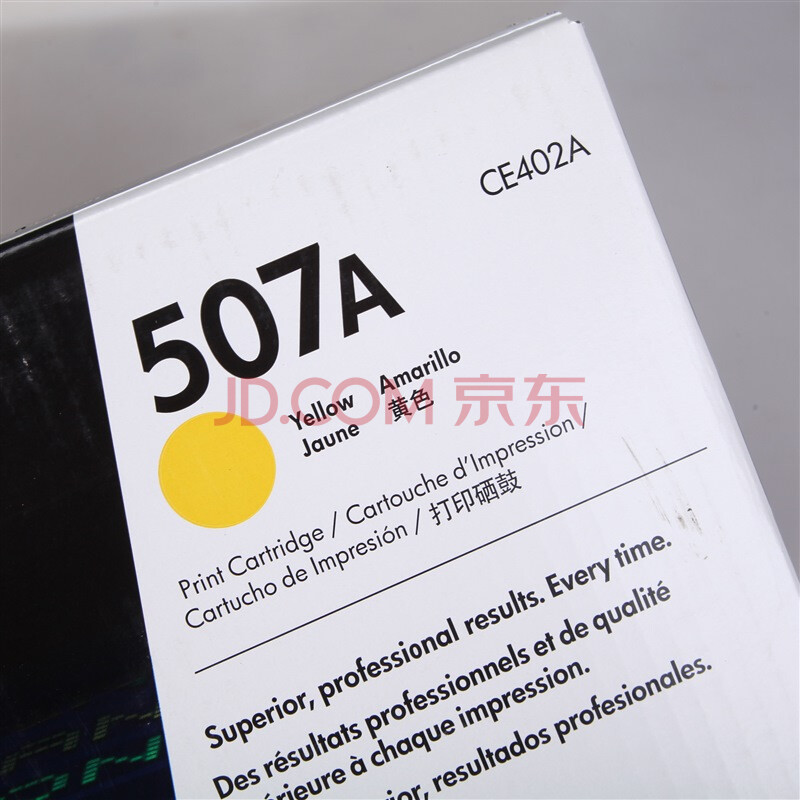 CE402A
507A
Yellow Amarillo
Jaune 黄色
JD.COM 京东
Print Cartridge / Cartouche d'Impression /
Cartucho de Impresión / 打印硒鼓
Superior, professional results. Every time.
Des résultats professionnels et de qualité
à chaque impression.
resultados profesionales.